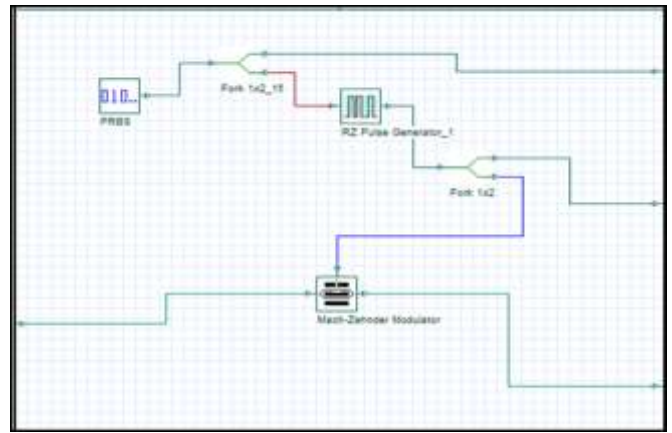 Fork 1x2_15
010...
PRBS
RZ Pulse Generator_1
Fork 1x2
Mach-Zehnder Modulator